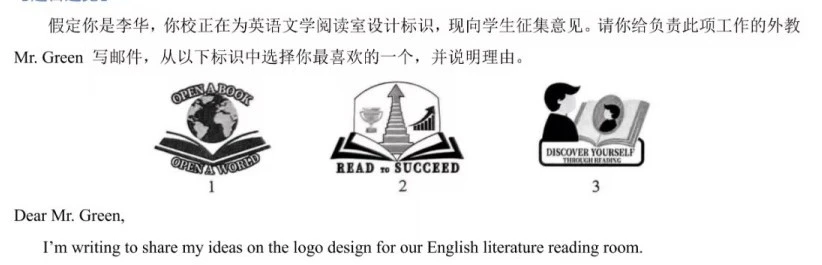 假定你是李华，你校正在为英语文学阅读室设计标识，现向学生征集意见。请你给负责此项工作的外教
Mr. Green 写邮件，从以下标识中选择你最喜欢的一个，并说明理由。
OPEN A BOOK
OPEN A WORLD
1
READ TO SUCCEED
2
DISCOVER YOURSELF
THROUGH READING
3
Dear Mr. Green,
I'm writing to share my ideas on the logo design for our English literature reading room.